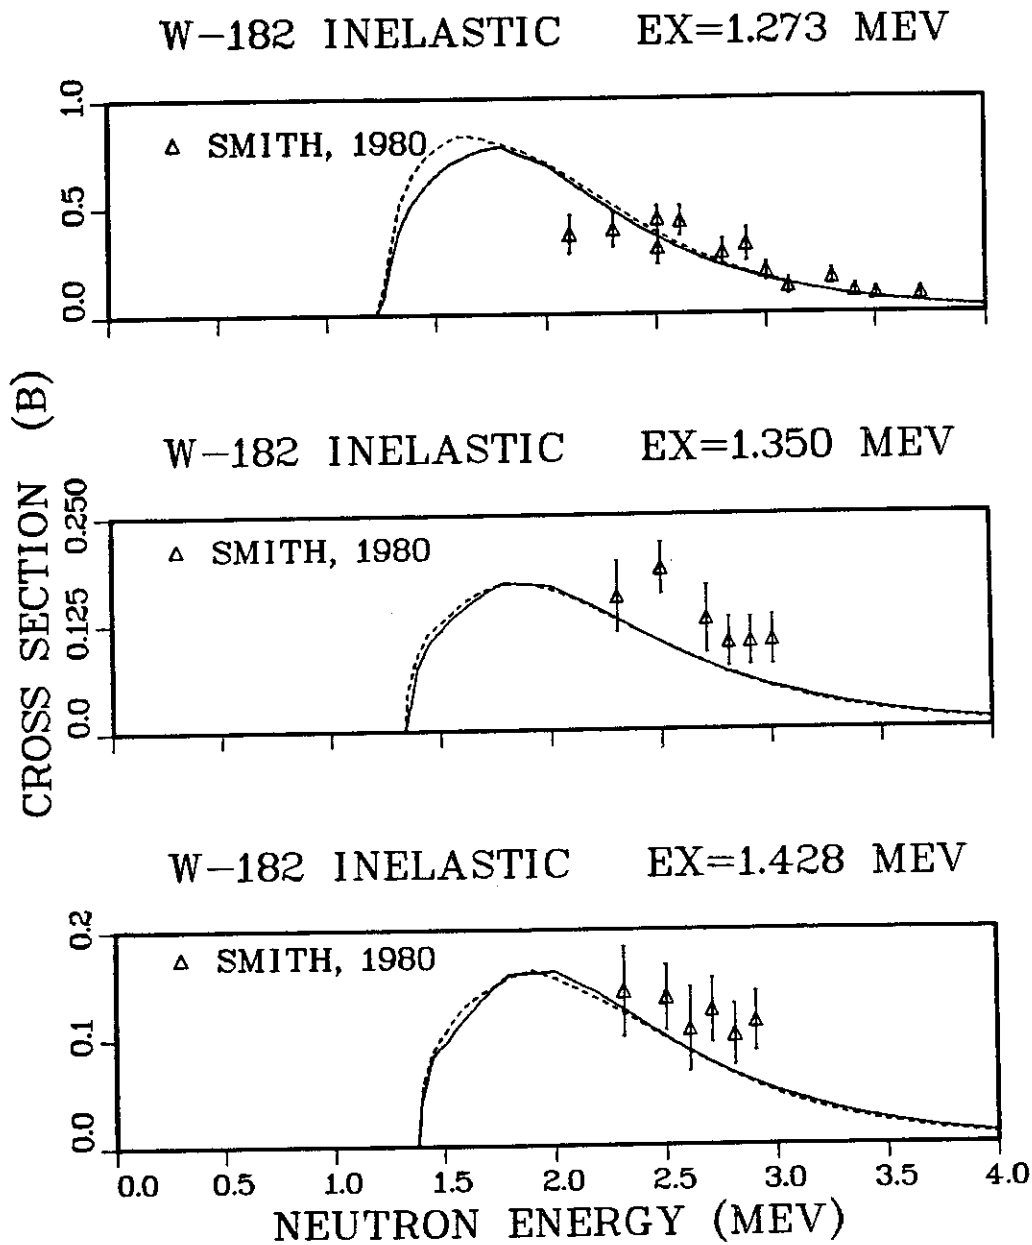 W-182 INELASTIC EX=1.273 MEV
1.0
SMITH, 1980
0.5
0.0
W-182 INELASTIC EX=1.350 MEV
0.250
SMITH, 1980
0.125
0.0
CROSS SECTION (B)
W-182 INELASTIC EX=1.428 MEV
0.2
SMITH, 1980
0.1
0.0
0.0 0.5 1.0 1.5 2.0 2.5 3.0 3.5 4.0
NEUTRON ENERGY (MEV)